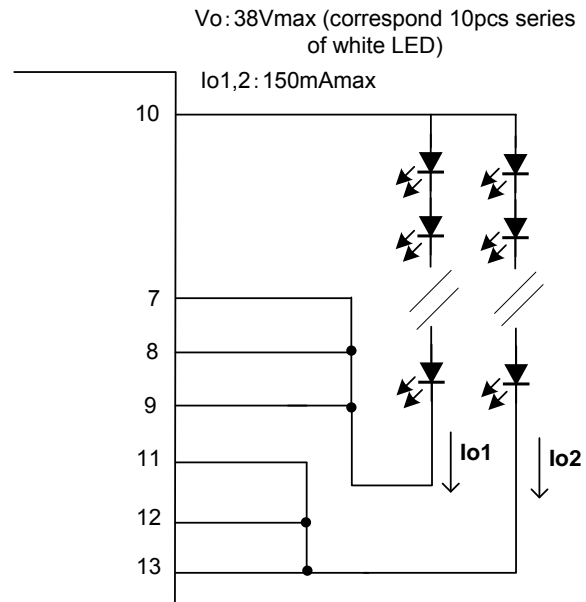 Vo:38Vmax (correspond 10pcs series
of white LED)
Io1,2:150mAmax
10
7
8
9
Io1
Io2
11
12
13